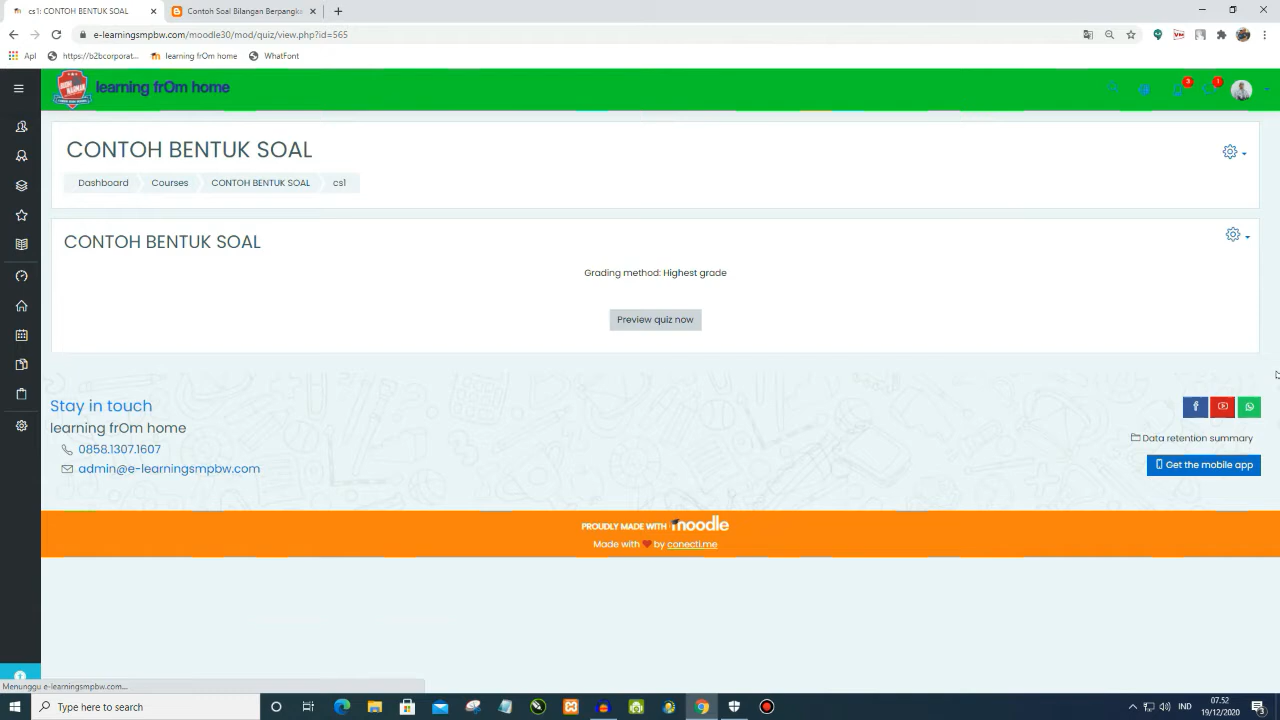 cs1: CONTOH BENTUK SOAL
Contoh Soal Bilangan Berpangka
e-learningsmpbw.com/moodle30/mod/quiz/view.php?id=565
Apl
https://b2bcorporat...
learning frOm home
WhatFont
learning frOm home
3
1
CONTOH BENTUK SOAL
Dashboard
Courses
CONTOH BENTUK SOAL
cs1
CONTOH BENTUK SOAL
Grading method: Highest grade
Preview quiz now
Stay in touch
learning frOm home
0858.1307.1607
admin@e-learningsmpbw.com
Data retention summary
Get the mobile app
PROUDLY MADE WITH moodle
Made with by conecti.me
Menunggu e-learningsmpbw.com...
Type here to search
IND
07.52
19/12/2020
3